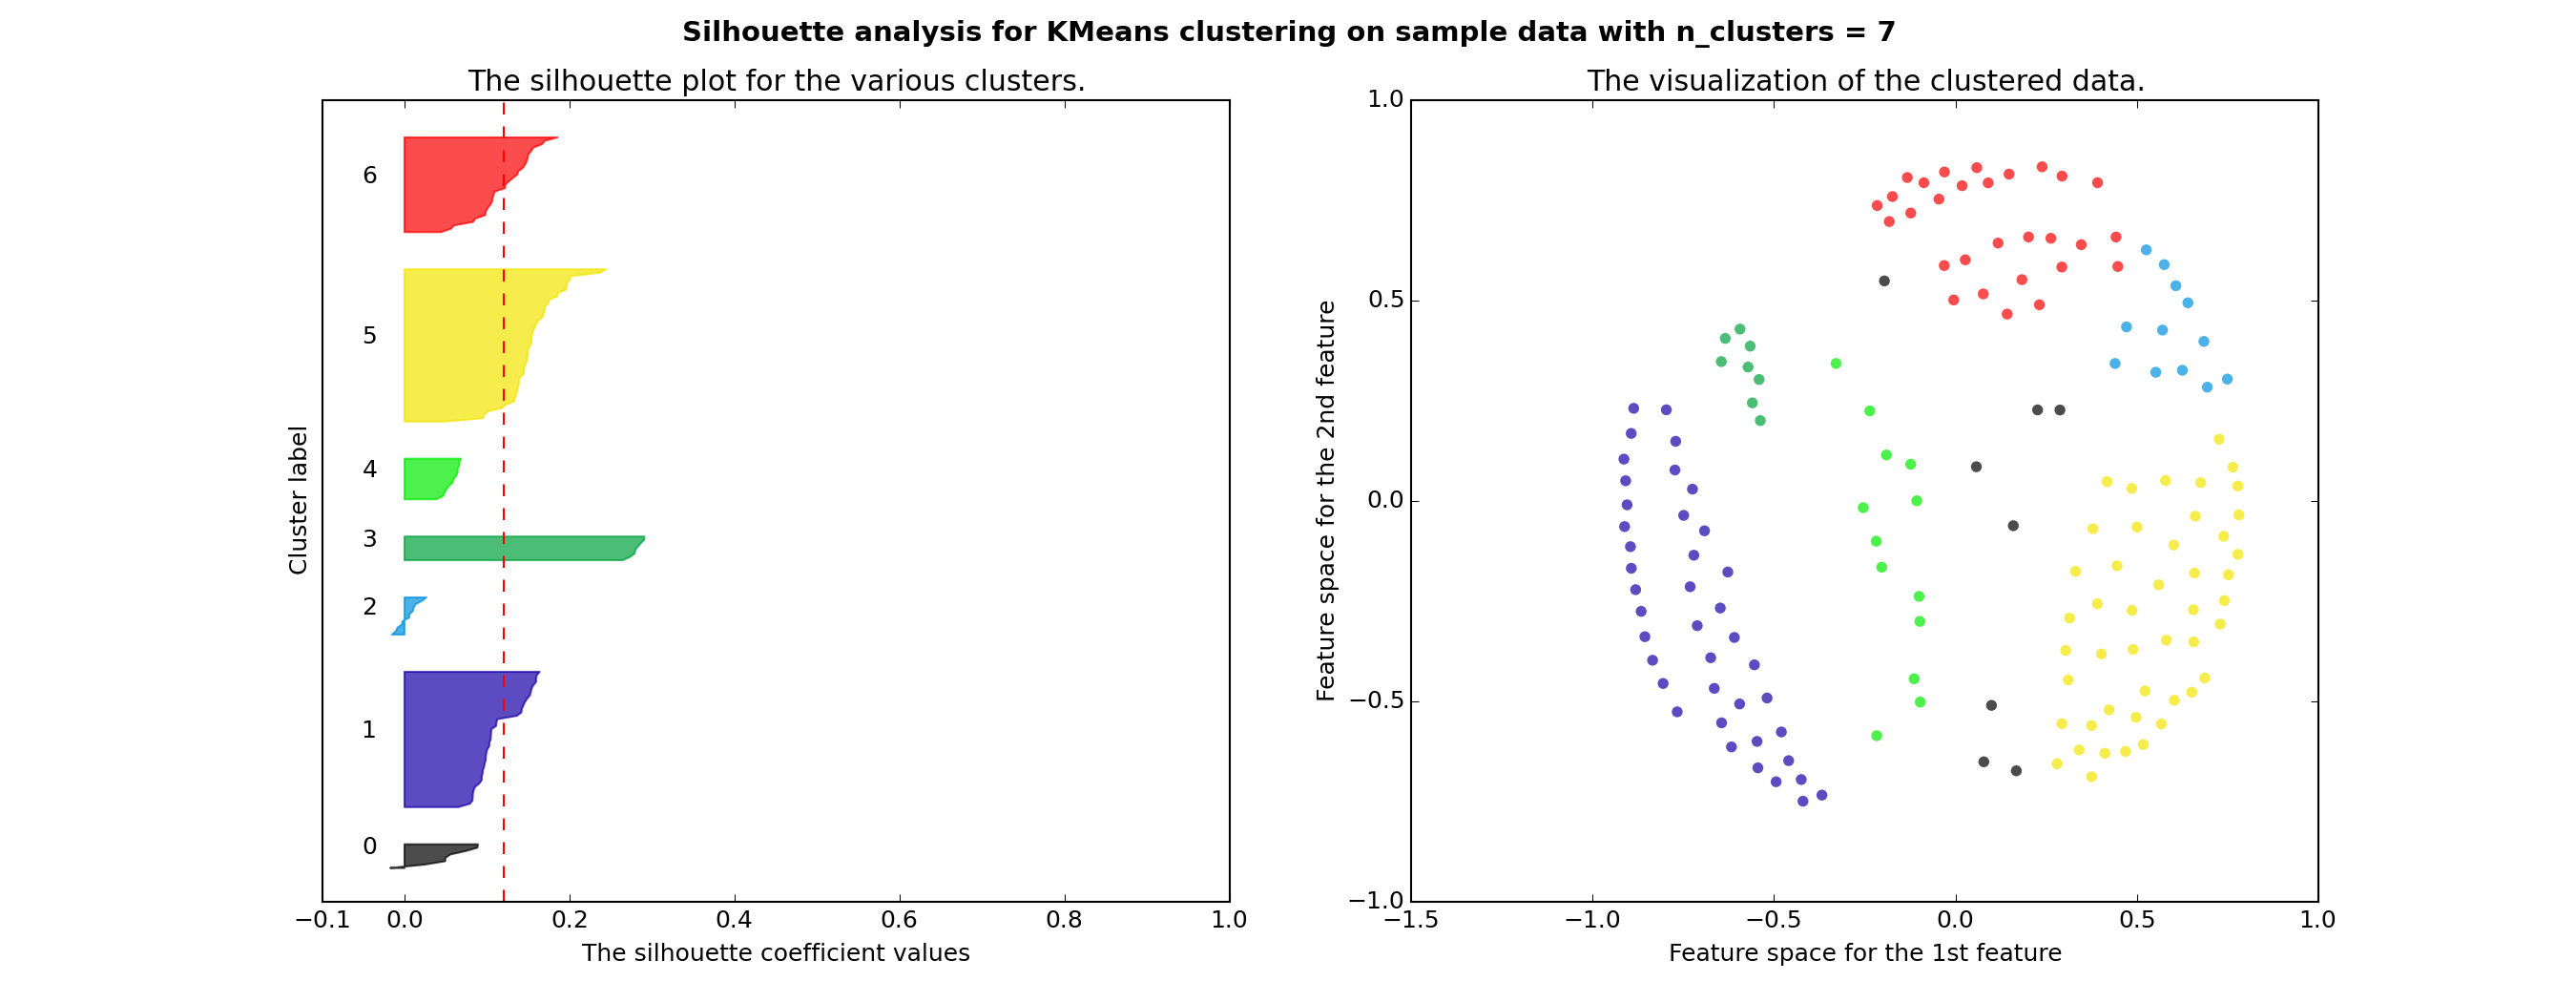 Silhouette analysis for KMeans clustering on sample data with n_clusters = 7
The silhouette plot for the various clusters.
6
5
4
3
2
1
0
Cluster label
−0.1 0.0 0.2 0.4 0.6 0.8 1.0
The silhouette coefficient values
The visualization of the clustered data.
1.0
0.5
0.0
−0.5
−1.0
Feature space for the 2nd feature
−1.5 −1.0 −0.5 0.0 0.5 1.0
Feature space for the 1st feature